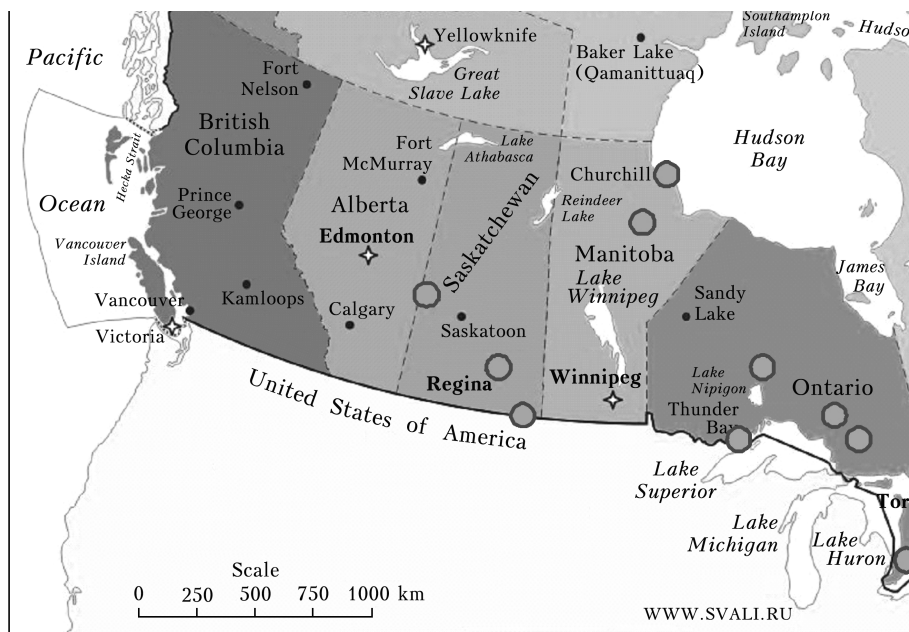 Southampton
Island
Hudso
Pacific
Yellowknife
Baker Lake
(Qamanittuaq)
Fort
Nelson
Great
Slave Lake
British
Columbia
Fort
McMurray
Lake
Athabasca
Hudson
Bay
Hecka Strait
Churchill
Ocean
Prince
George
Alberta
Saskatchewan
Reindeer
Lake
Edmonton
Manitoba
Vancouver
Island
Lake
Winnipeg
James
Bay
Kamloops
Sandy
Lake
Vancouver
Calgary
Saskatoon
Victoria
Regina
Winnipeg
Lake
Nipigon
Ontario
United States of America
Thunder
Bay
Lake
Superior
Tor
Lake
Michigan
Lake
Huron
Scale
0 250 500 750 1000 km
WWW.SVALI.RU